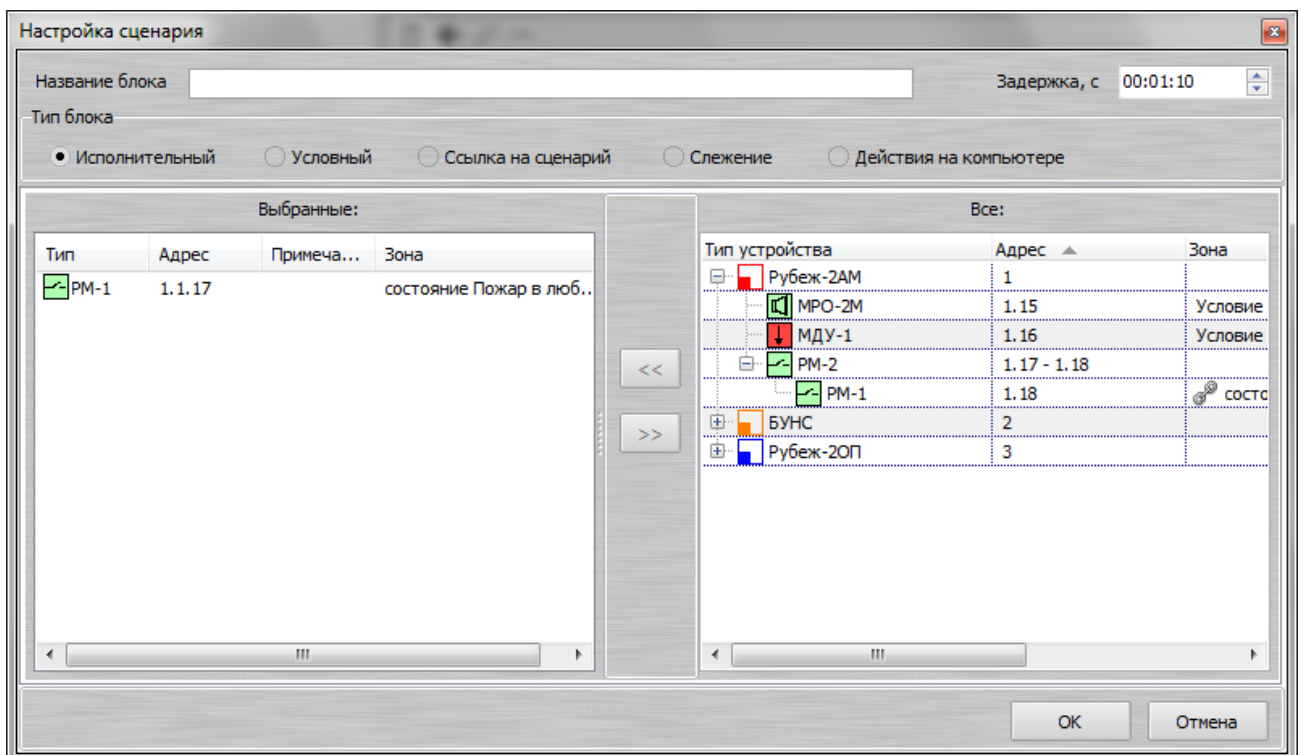 Настройка сценария
Название блока Задержка, с 00:01:10
Тип блока
Исполнительный Условный Ссылка на сценарий Слежение Действия на компьютере
Выбранные: Все:
Тип Адрес Примеча... Зона Тип устройства Адрес Зона
РМ-1 1.1.17 состояние Пожар в люб.. Рубеж-2АМ 1
МРО-2М 1.15 Условие
МДУ-1 1.16 Условие
<< РМ-2 1.17 - 1.18
РМ-1 1.18 состо
>> БУНС 2
Рубеж-2ОП 3
ОК Отмена